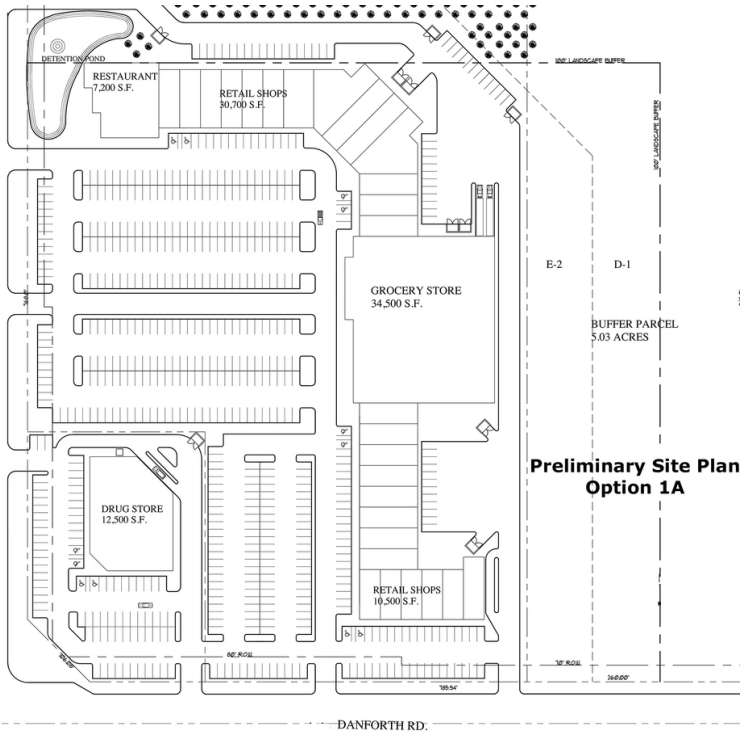 100' LANDSCAPE BUFFER
DETENTION POND
RESTAURANT
7,200 S.F.
RETAIL SHOPS
30,700 S.F.
100' LANDSCAPE BUFFER
E-2
D-1
GROCERY STORE
34,500 S.F.
BUFFER PARCEL
5.03 ACRES
Preliminary Site Plan
Option 1A
DRUG STORE
12,500 S.F.
RETAIL SHOPS
10,500 S.F.
80' ROW
70' ROW
260.00'
785.54'
DANFORTH RD.